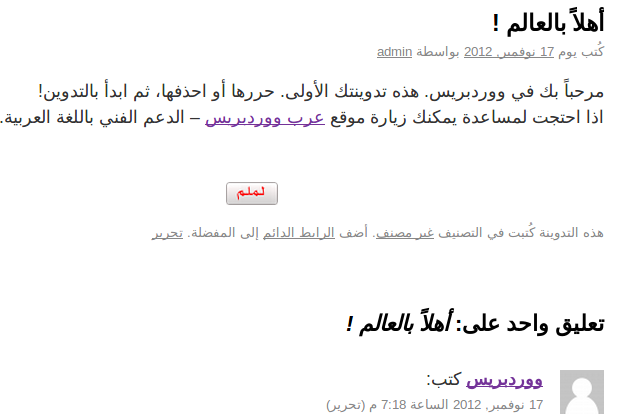 أهلاً بالعالم !
كُتب يوم 17 نوفمبر, 2012 بواسطة admin
مرحباً بك في ووردبريس. هذه تدوينتك الأولى. حررها أو احذفها، ثم ابدأ بالتدوين!
اذا احتجت لمساعدة يمكنك زيارة موقع عرب ووردبريس – الدعم الفني باللغة العربية.
لملم
هذه التدوينة كُتبت في التصنيف غير مصنف. أضف الرابط الدائم إلى المفضلة. تحرير
تعليق واحد على: أهلاً بالعالم !
ووردبريس كتب:
17 نوفمبر, 2012 الساعة 7:18 م (تحرير)